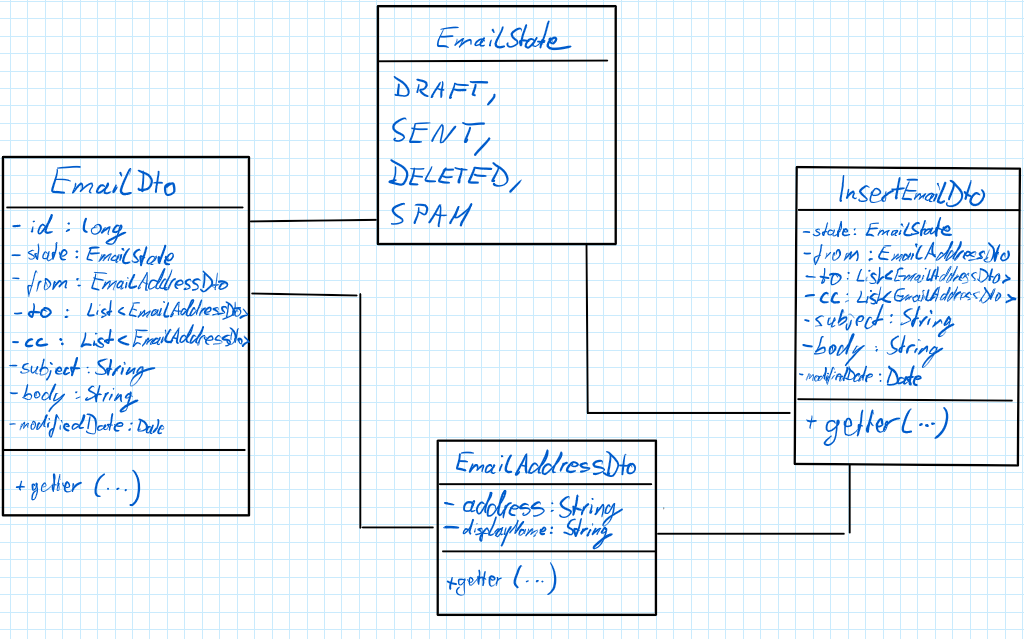 EmailState
DRAFT,
SENT,
DELETED,
SPAM
EmailDto
- id : long
- state : EmailState
- from : EmailAddressDto
- to : List<EmailAddressDto>
- cc : List<EmailAddressDto>
- subject : String
- body : String
- modifiedDate : Date
+ getter (...)
EmailAddressDto
- address : String
- displayName : String
+ getter (...)
InsertEmailDto
- state : EmailState
- from : EmailAddressDto
- to : List<EmailAddressDto>
- cc : List<EmailAddressDto>
- subject : String
- body : String
- modifiedDate : Date
+ getter (...)